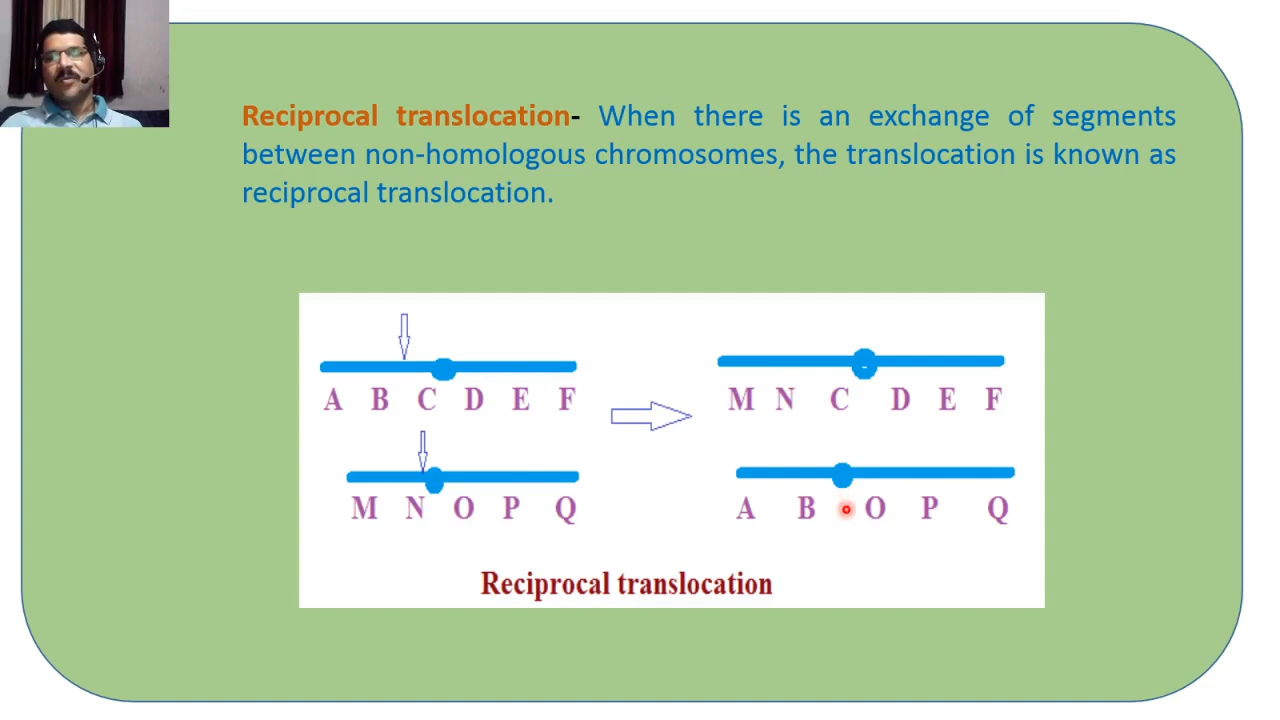 Reciprocal translocation- When there is an exchange of segments
between non-homologous chromosomes, the translocation is known as
reciprocal translocation.
A B C D E F
M N C D E F
M N O P Q
A B O P Q
Reciprocal translocation